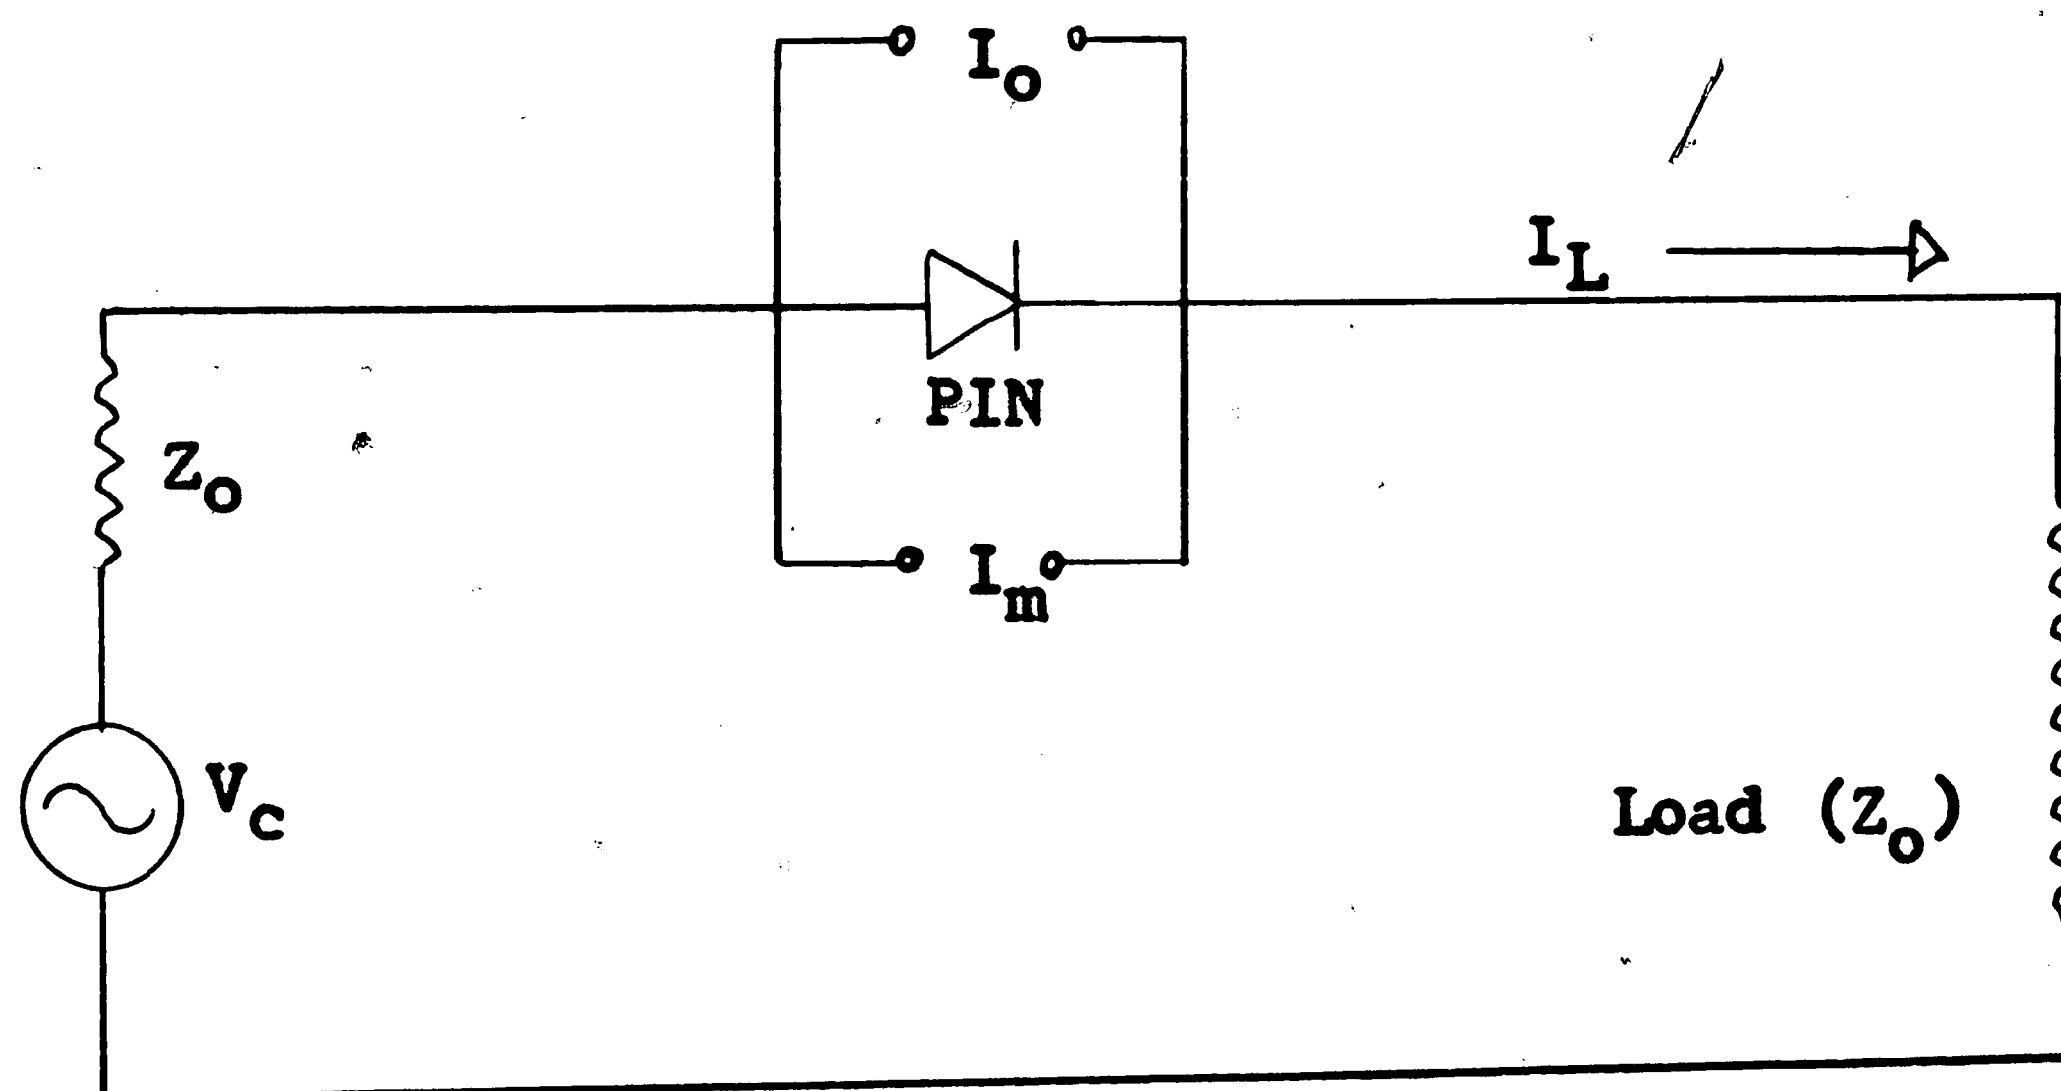 I_o
I_L
PIN
Z_o
I_m
V_c
Load (Z_o)